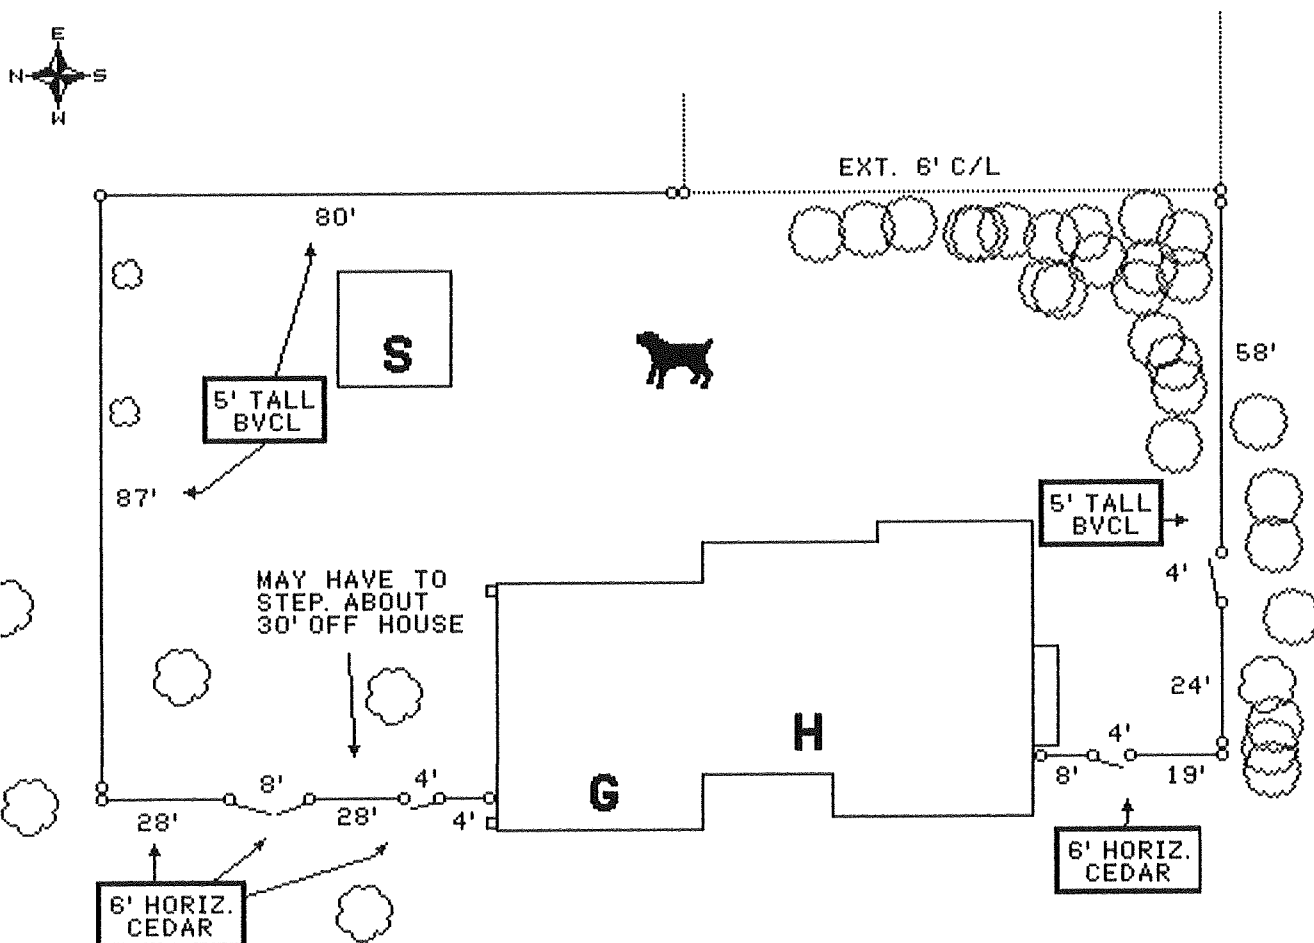 E
N S
W
EXT. 6' C/L
80'
S
58'
5' TALL
BVCL
87'
5' TALL
BVCL
4'
MAY HAVE TO
STEP. ABOUT
30' OFF HOUSE
24'
H
4'
8' 19'
G
8' 4'
28' 28' 4'
6' HORIZ.
CEDAR
6' HORIZ.
CEDAR